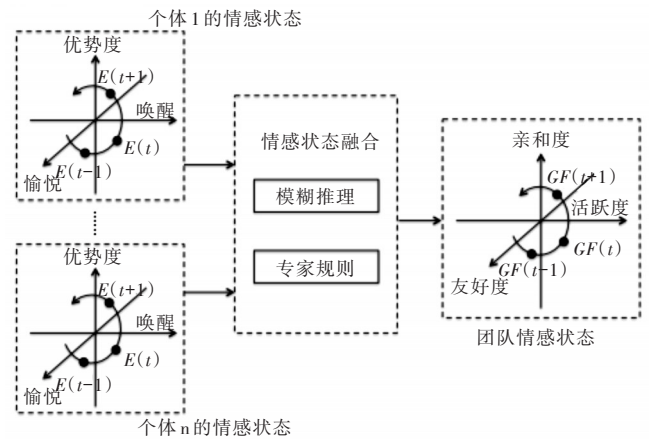 个体1的情感状态
优势度
E(t+1)
唤醒
E(t)
E(t-1)
愉悦
优势度
E(t+1)
唤醒
E(t)
E(t-1)
愉悦
个体n的情感状态
情感状态融合
模糊推理
专家规则
亲和度
GF(t+1)
活跃度
GF(t)
GF(t-1)
友好度
团队情感状态